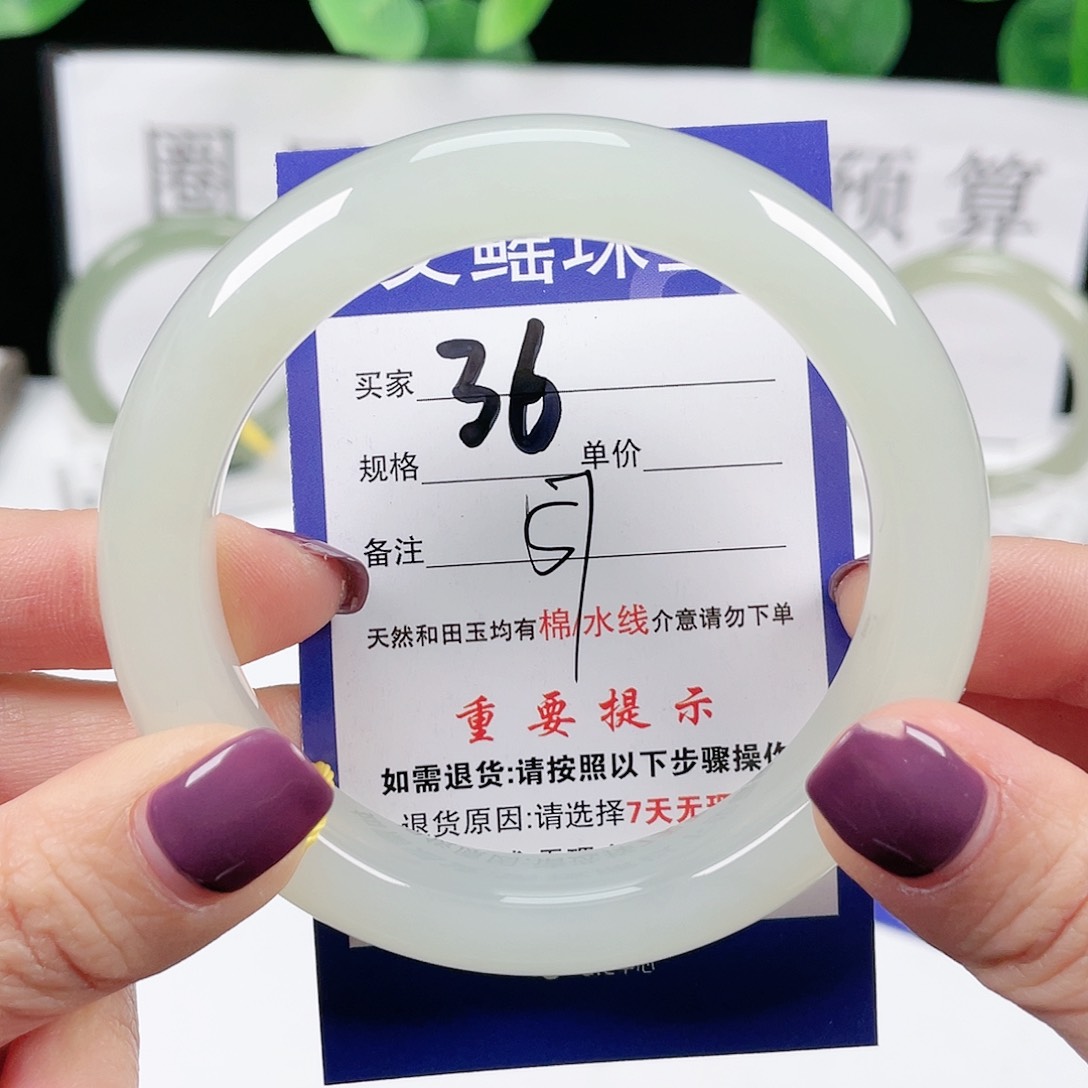 圈 预算
鳐珠
买家 36
规格 单价
备注
天然和田玉均有棉/水线介意请勿下单
重要提示
如需退货:请按照以下步骤操作
退货原因:请选择7天无理